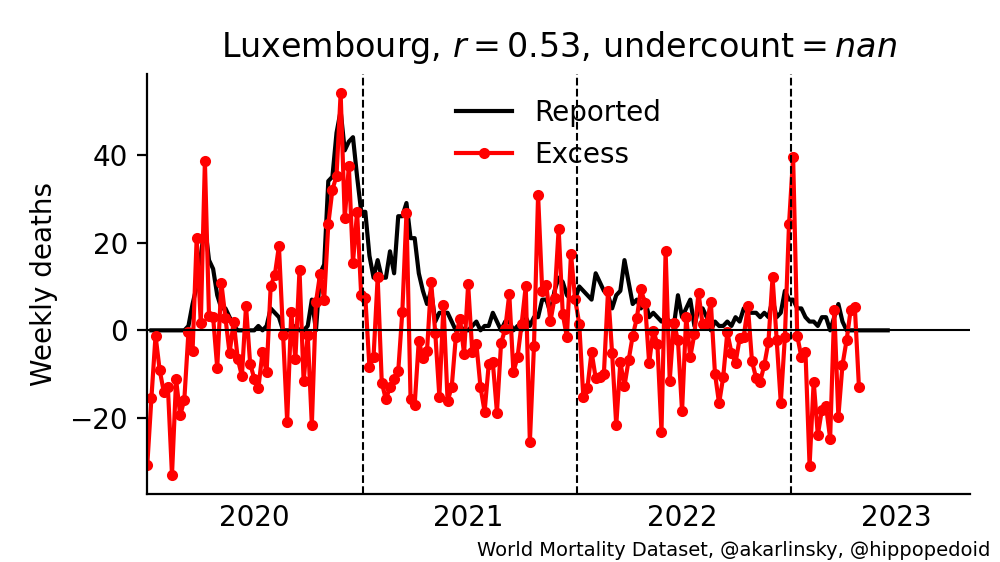 Luxembourg, r = 0.53, undercount = nan
Reported
Excess
Weekly deaths
40
20
0
−20
2020 2021 2022 2023
World Mortality Dataset, @akarlinsky, @hippopedoid